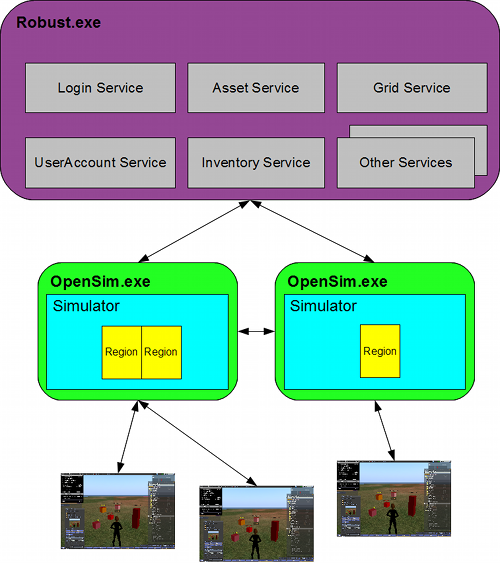 Robust.exe
Login Service
Asset Service
Grid Service
UserAccount Service
Inventory Service
Other Services
OpenSim.exe
Simulator
Region
Region
OpenSim.exe
Simulator
Region